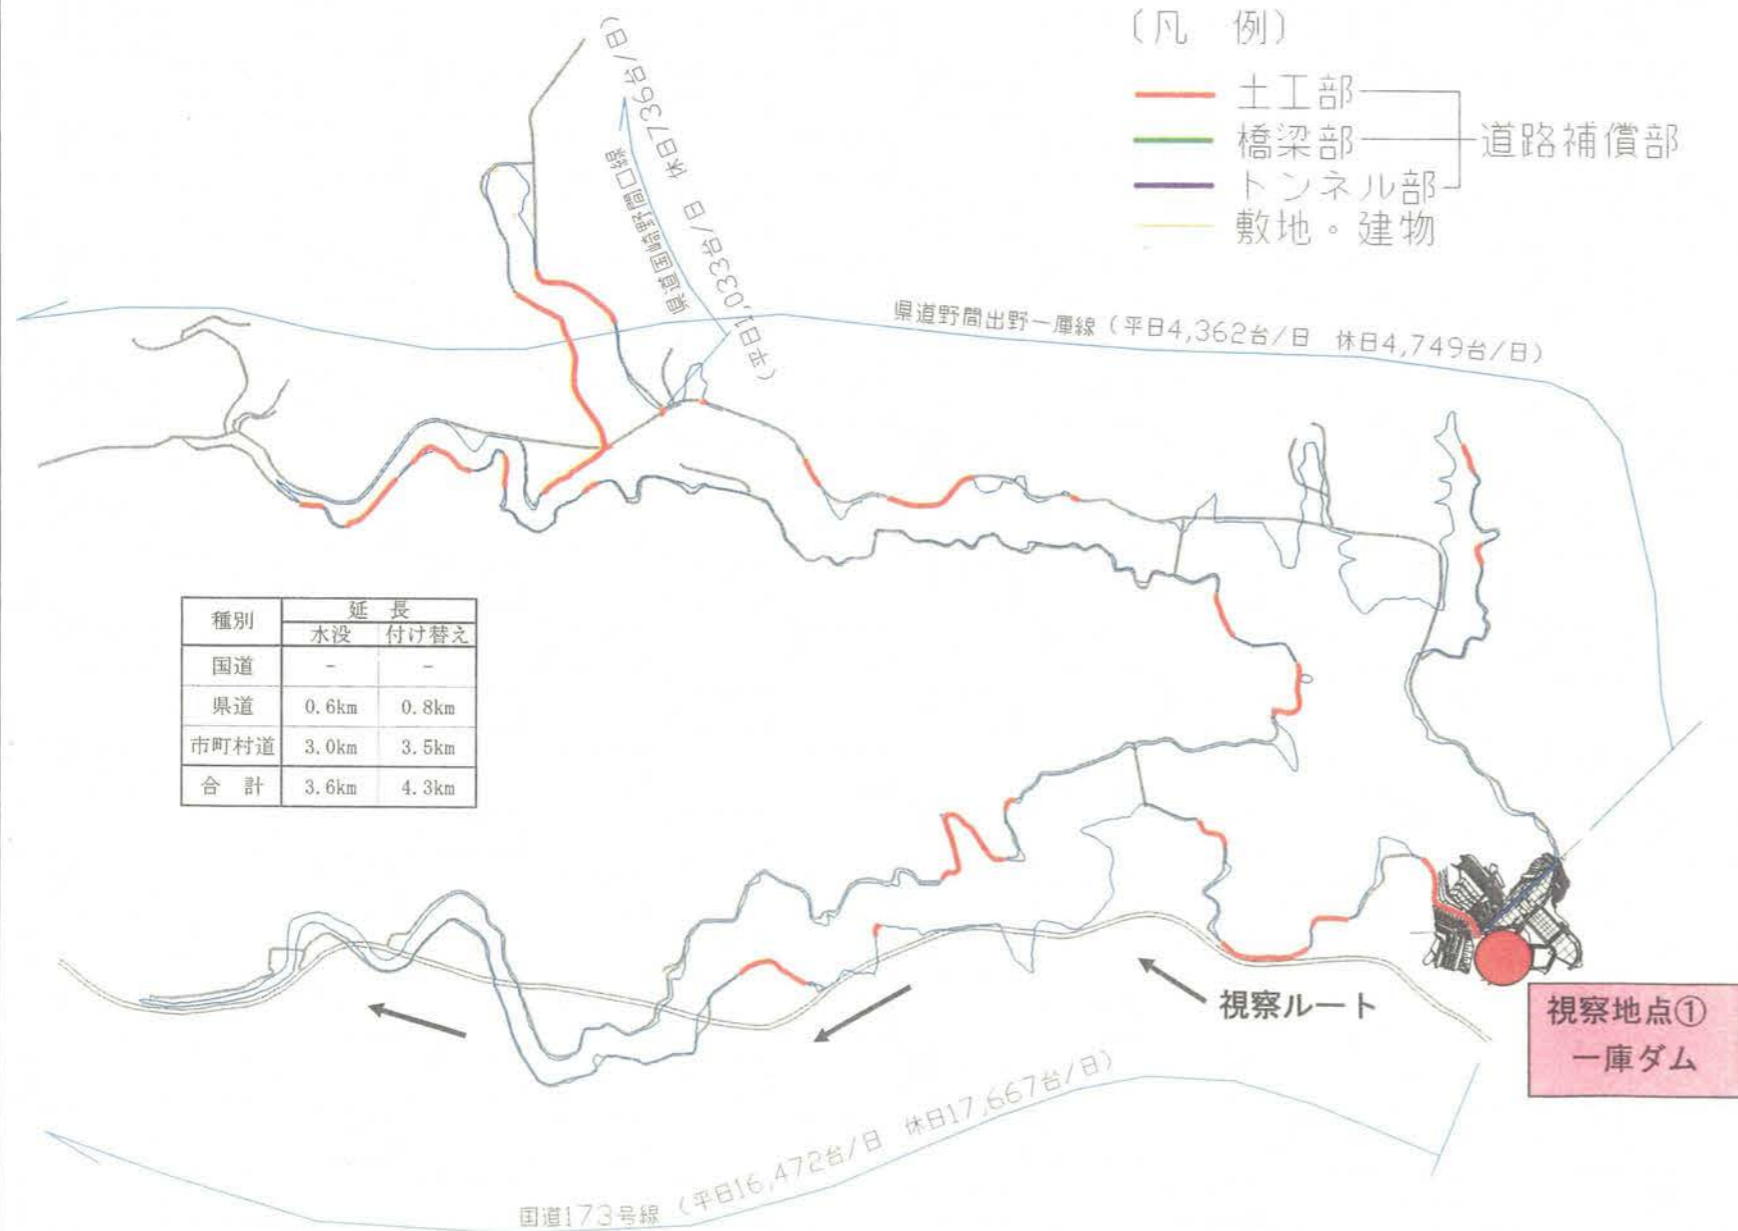 〔凡　例〕
土工部
橋梁部
トンネル部
道路補償部
敷地・建物
県道国崎野間口線
(平日1,033台/日　休日736台/日)
県道野間出野一庫線（平日4,362台/日　休日4,749台/日）
種別　延　長
水没　付け替え
国道　-　-
県道　0.6km　0.8km
市町村道　3.0km　3.5km
合　計　3.6km　4.3km
視察ルート
視察地点①
一庫ダム
国道173号線（平日16,472台/日　休日17,667台/日）